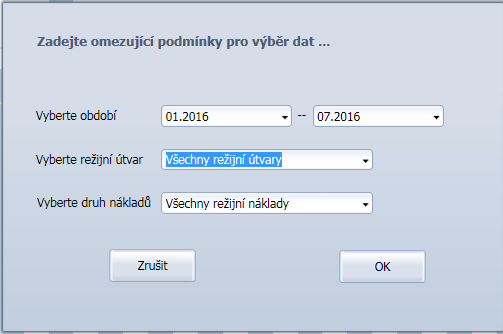 Zadejte omezující podmínky pro výběr dat ...
Vyberte období 01.2016 -- 07.2016
Vyberte režijní útvar Všechny režijní útvary
Vyberte druh nákladů Všechny režijní náklady
Zrušit OK